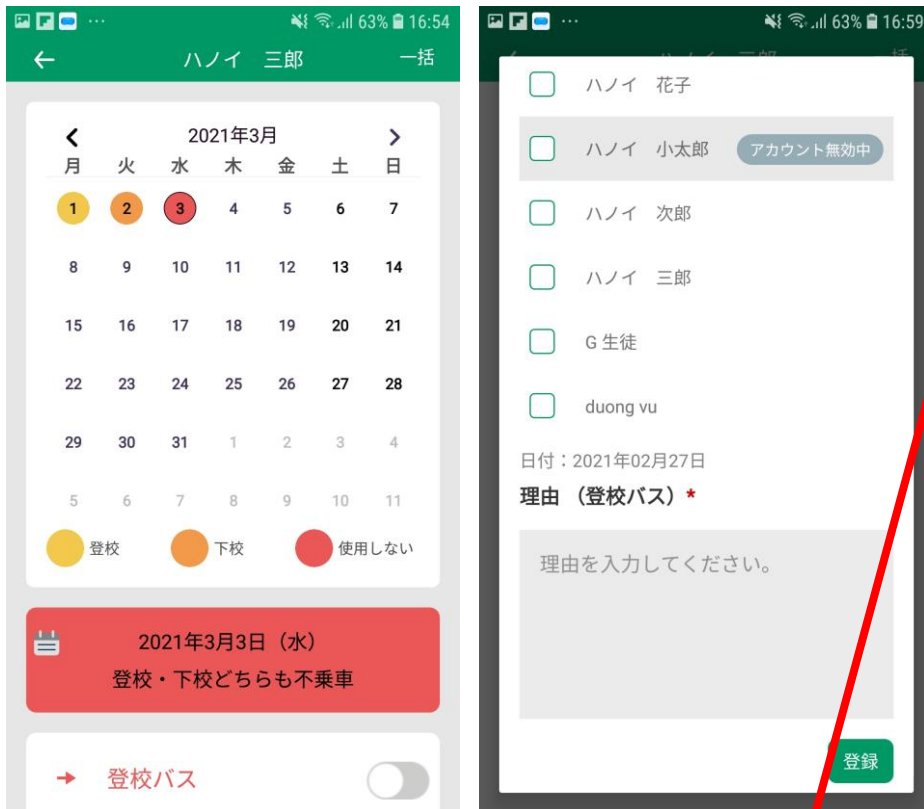 63% 16:54
ハノイ 三郎 一括
2021年3月
月 火 水 木 金 土 日
1 2 3 4 5 6 7
8 9 10 11 12 13 14
15 16 17 18 19 20 21
22 23 24 25 26 27 28
29 30 31 1 2 3 4
5 6 7 8 9 10 11
登校 下校 使用しない
2021年3月3日（水）
登校・下校どちらも不乗車
登校バス
63% 16:59
ハノイ 花子
ハノイ 小太郎 アカウント無効中
ハノイ 次郎
ハノイ 三郎
G 生徒
duong vu
日付：2021年02月27日
理由 （登校バス）*
理由を入力してください。
登録